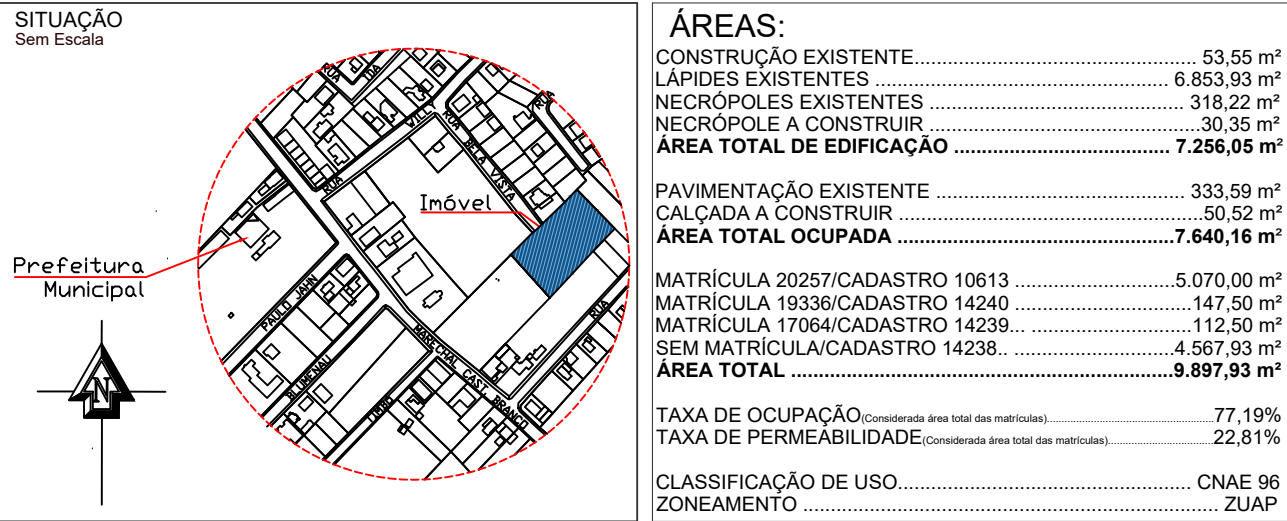 SITUAÇÃO
Sem Escala
RUA
IDA
RUA
WILL
RUA BELA VISTA
RUA
RUA
Imóvel
Prefeitura
Municipal
PAULO JAHN
BLUMENAU
TIMBO
MARECHAL CAST. BRANCO
RUA
N
ÁREAS:
CONSTRUÇÃO EXISTENTE.................................................. 53,55 m²
LÁPIDES EXISTENTES ..................................................... 6.853,93 m²
NECRÓPOLES EXISTENTES ................................................ 318,22 m²
NECRÓPOLE A CONSTRUIR ..................................................30,35 m²
ÁREA TOTAL DE EDIFICAÇÃO ....................................... 7.256,05 m²
PAVIMENTAÇÃO EXISTENTE ............................................... 333,59 m²
CALÇADA A CONSTRUIR ......................................................50,52 m²
ÁREA TOTAL OCUPADA ..................................................7.640,16 m²
MATRÍCULA 20257/CADASTRO 10613 ............................5.070,00 m²
MATRÍCULA 19336/CADASTRO 14240 ...............................147,50 m²
MATRÍCULA 17064/CADASTRO 14239... ............................112,50 m²
SEM MATRÍCULA/CADASTRO 14238.. .............................4.567,93 m²
ÁREA TOTAL .....................................................................9.897,93 m²
TAXA DE OCUPAÇÃO(Considerada área total das matrículas)............................................77,19%
TAXA DE PERMEABILIDADE(Considerada área total das matrículas)..............................22,81%
CLASSIFICAÇÃO DE USO..................................................... CNAE 96
ZONEAMENTO ........................................................................ ZUAP